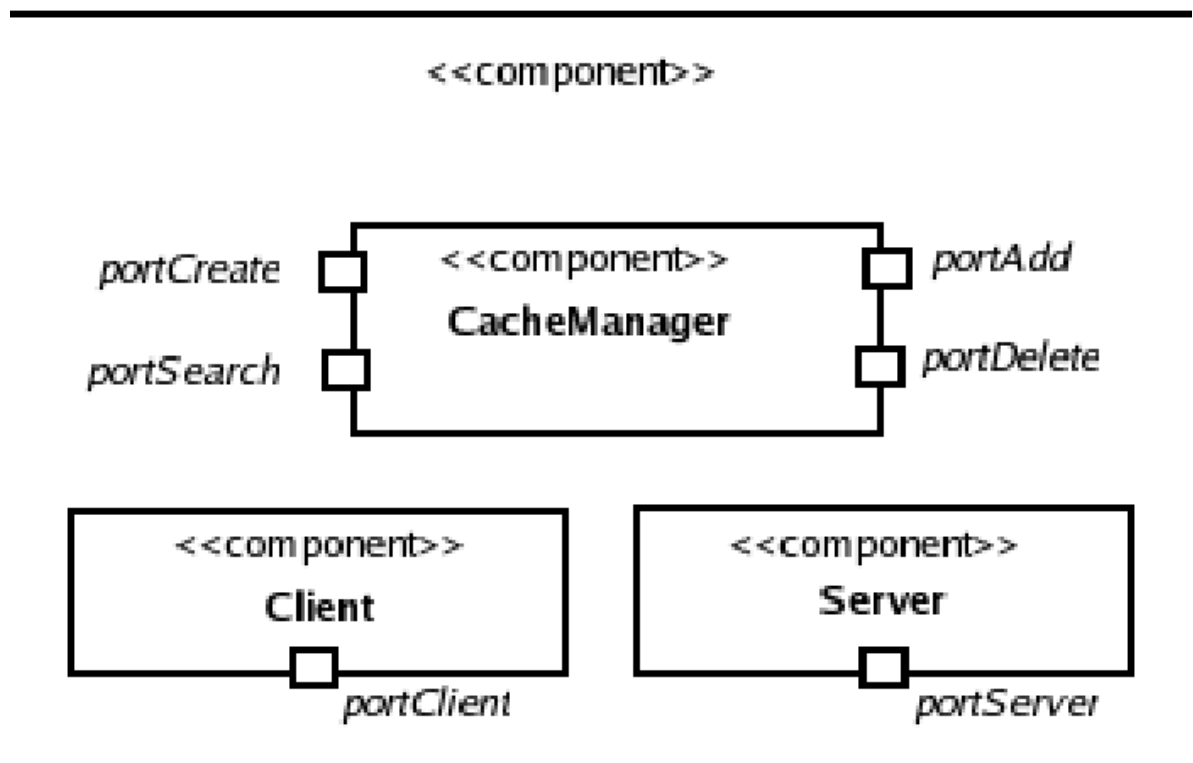 <<component>>
portCreate
<<component>>
portAdd
CacheManager
portSearch
portDelete
<<component>>
Client
portClient
<<component>>
Server
portServer